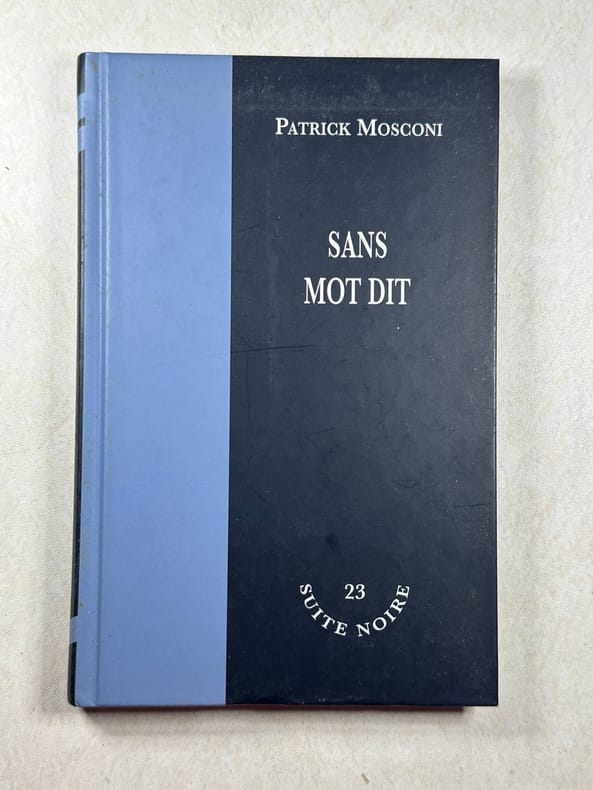 PATRICK MOSCONI
SANS
MOT DIT
23
SUITE NOIRE